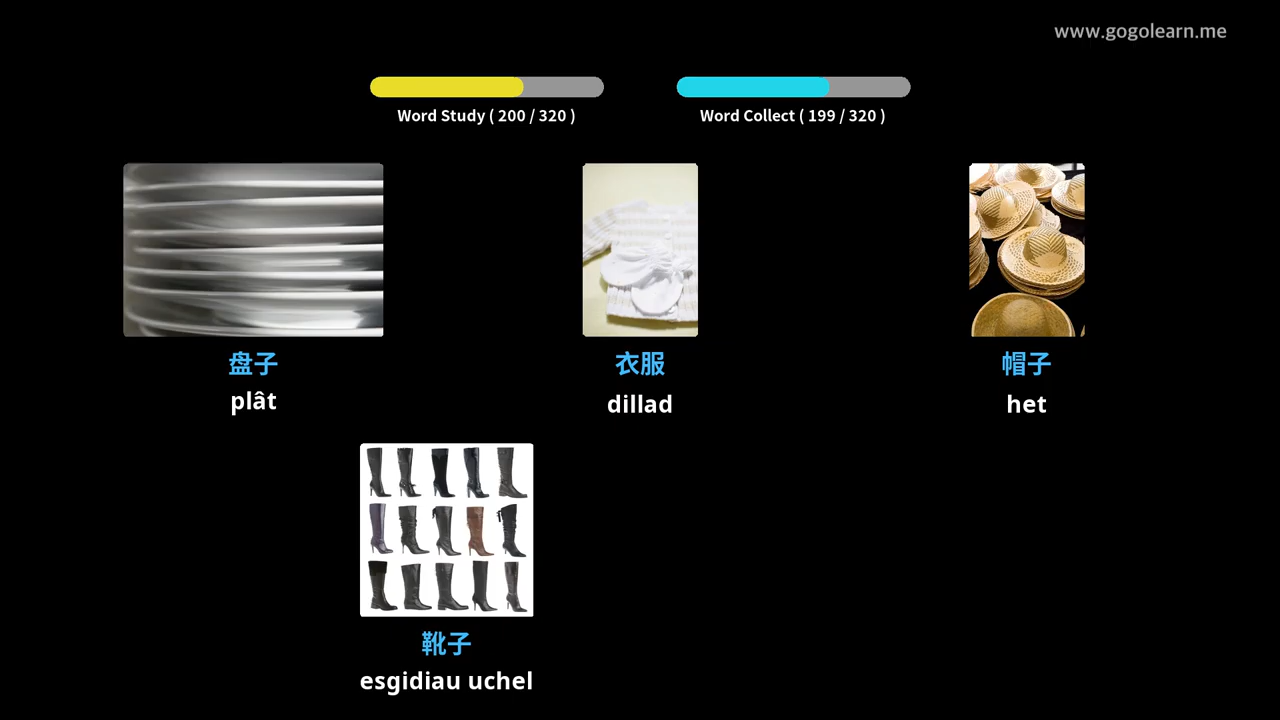 www.gogolearn.me
Word Study ( 200 / 320 )
Word Collect ( 199 / 320 )
盘子
plât
衣服
dillad
帽子
het
靴子
esgidiau uchel